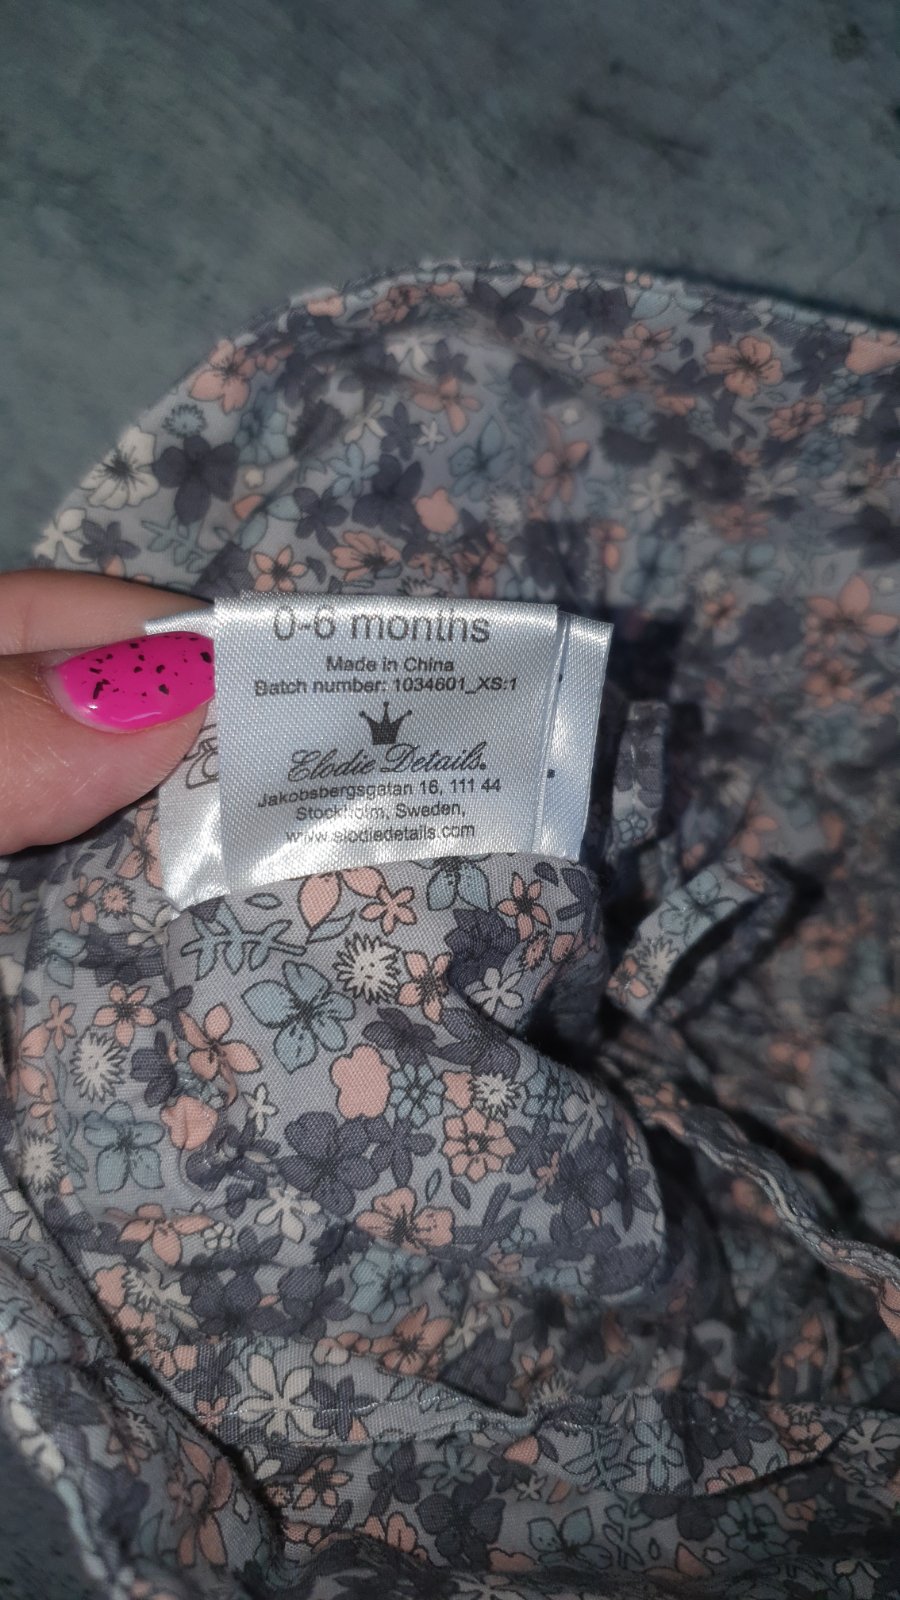 0-6 months
Made in China
Batch number: 1034601_XS:1
Elodie Details.
Jakobsbergsgatan 16, 111 44
Stockholm, Sweden,
www.elodiedetails.com